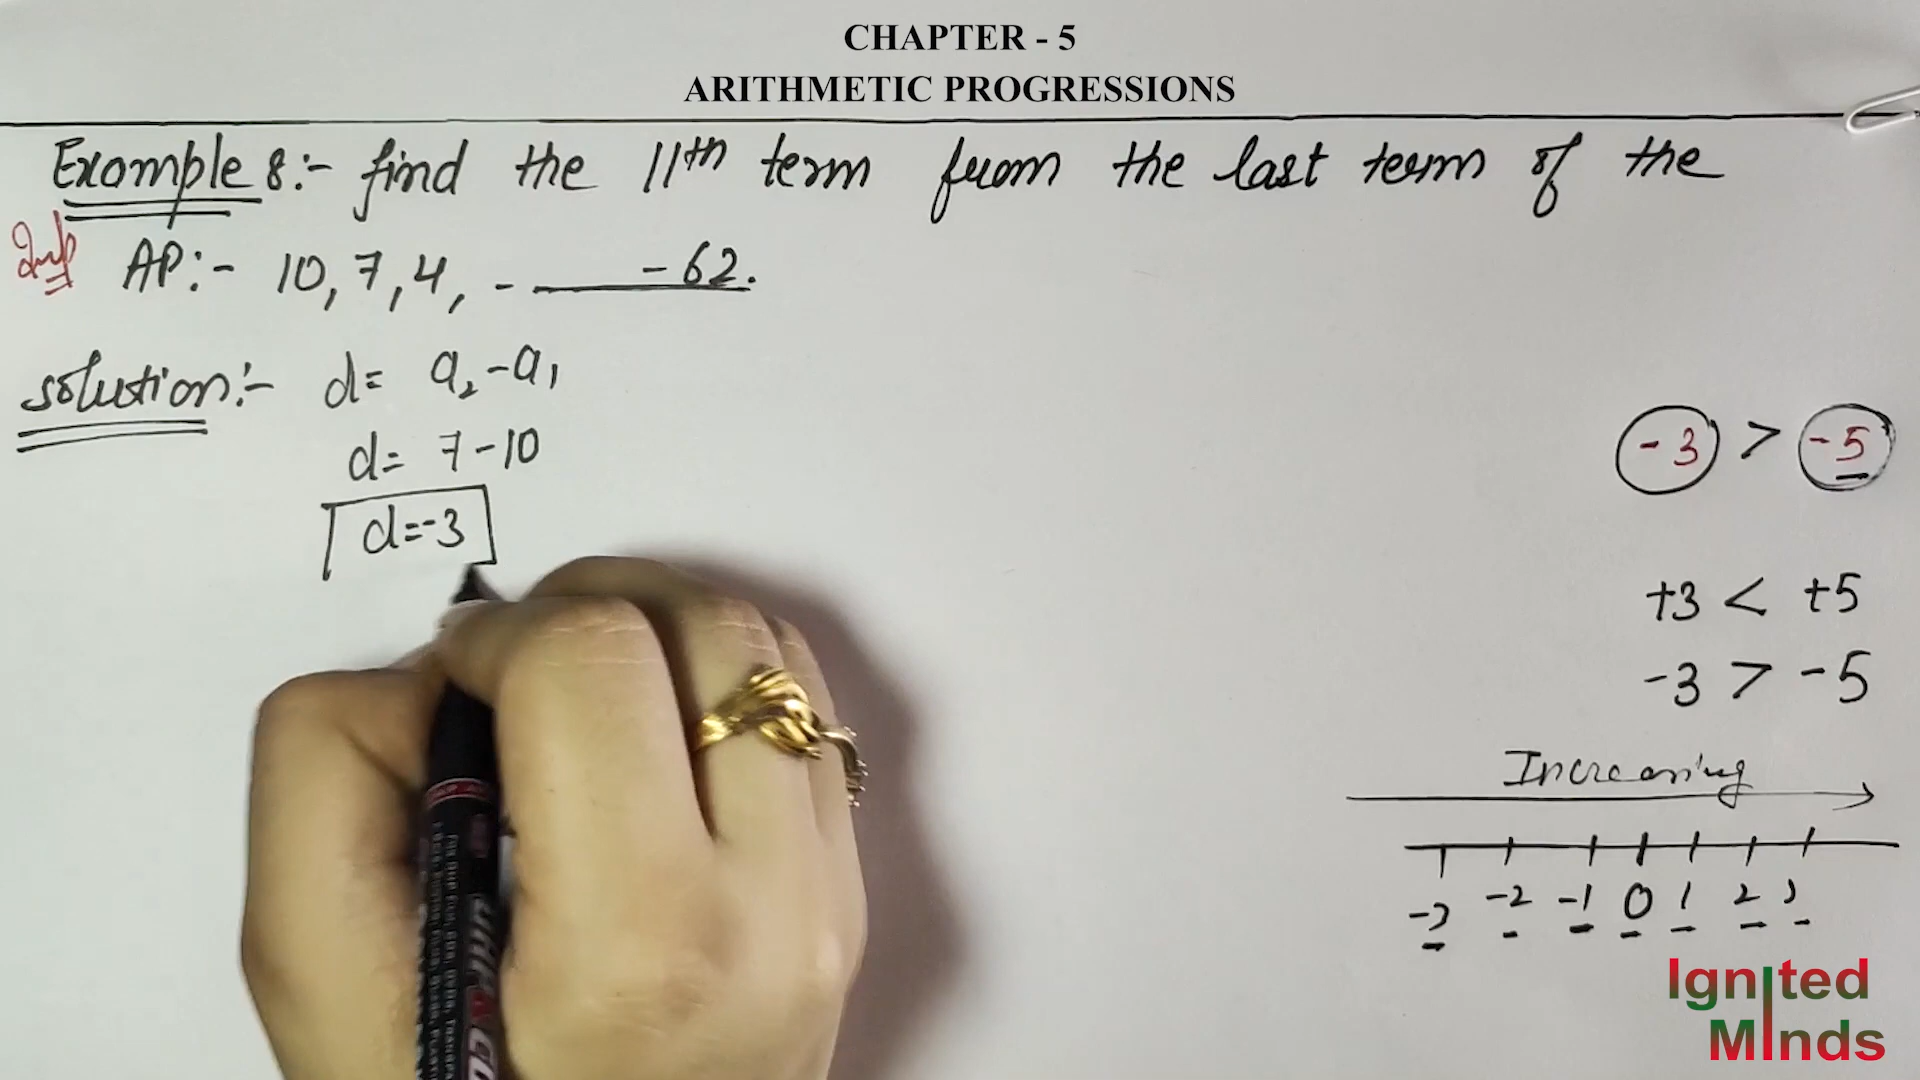 CHAPTER - 5
ARITHMETIC PROGRESSIONS
Example 8:- find the 11th term from the last term of the
Imp
AP:- 10, 7, 4, - ___ -62.
solution:- d= a₂-a₁
d= 7-10
d=-3
-3 > -5
+3 < +5
-3 > -5
Increasing
-3 -2 -1 0 1 2 3
Ignited
Minds